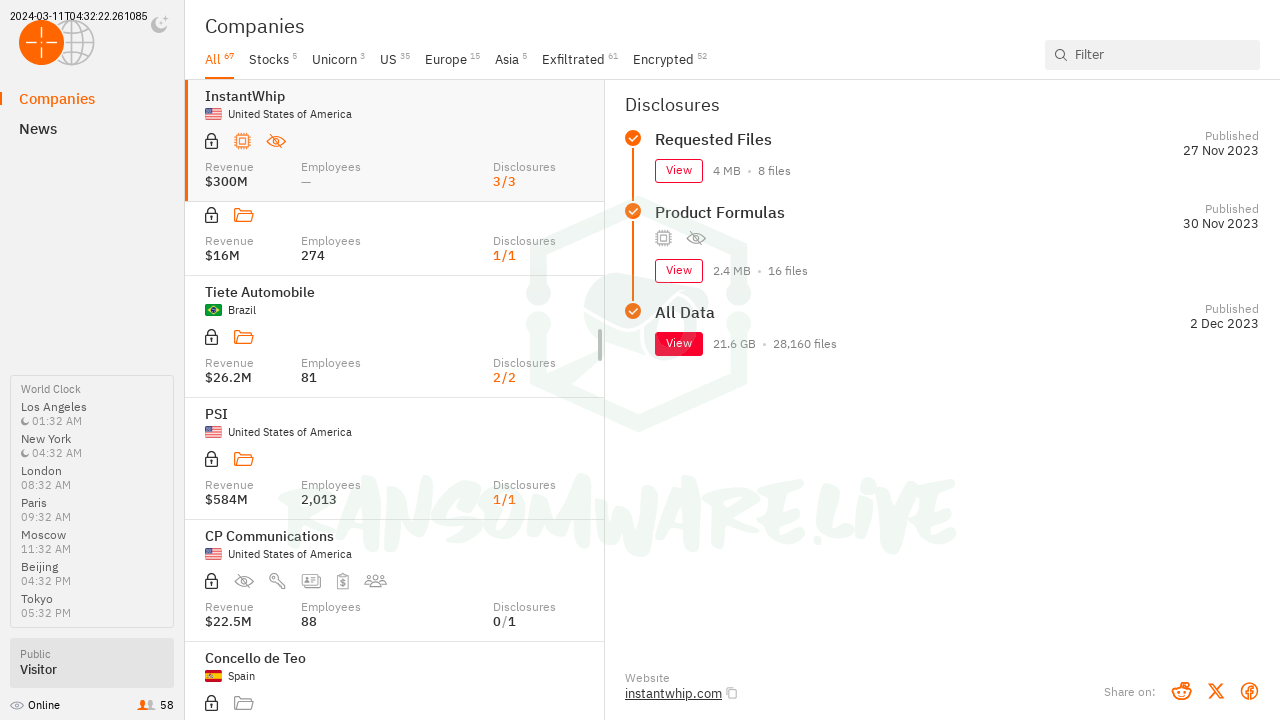 2024-03-11T04:32:22.261085
Companies
News
World Clock
Los Angeles
01:32 AM
New York
04:32 AM
London
08:32 AM
Paris
09:32 AM
Moscow
11:32 AM
Beijing
04:32 PM
Tokyo
05:32 PM
Public
Visitor
Online 58
Companies
All 67 Stocks 5 Unicorn 3 US 35 Europe 15 Asia 5 Exfiltrated 61 Encrypted 52
Filter
InstantWhip
United States of America
Revenue Employees Disclosures
$300M — 3/3
Revenue Employees Disclosures
$16M 274 1/1
Tiete Automobile
Brazil
Revenue Employees Disclosures
$26.2M 81 2/2
PSI
United States of America
Revenue Employees Disclosures
$584M 2,013 1/1
CP Communications
United States of America
Revenue Employees Disclosures
$22.5M 88 0/1
Concello de Teo
Spain
Disclosures
Requested Files
Published
27 Nov 2023
View 4 MB • 8 files
Product Formulas
Published
30 Nov 2023
View 2.4 MB • 16 files
All Data
Published
2 Dec 2023
View 21.6 GB • 28,160 files
RANSOMWARE.LIVE
Website
instantwhip.com
Share on: